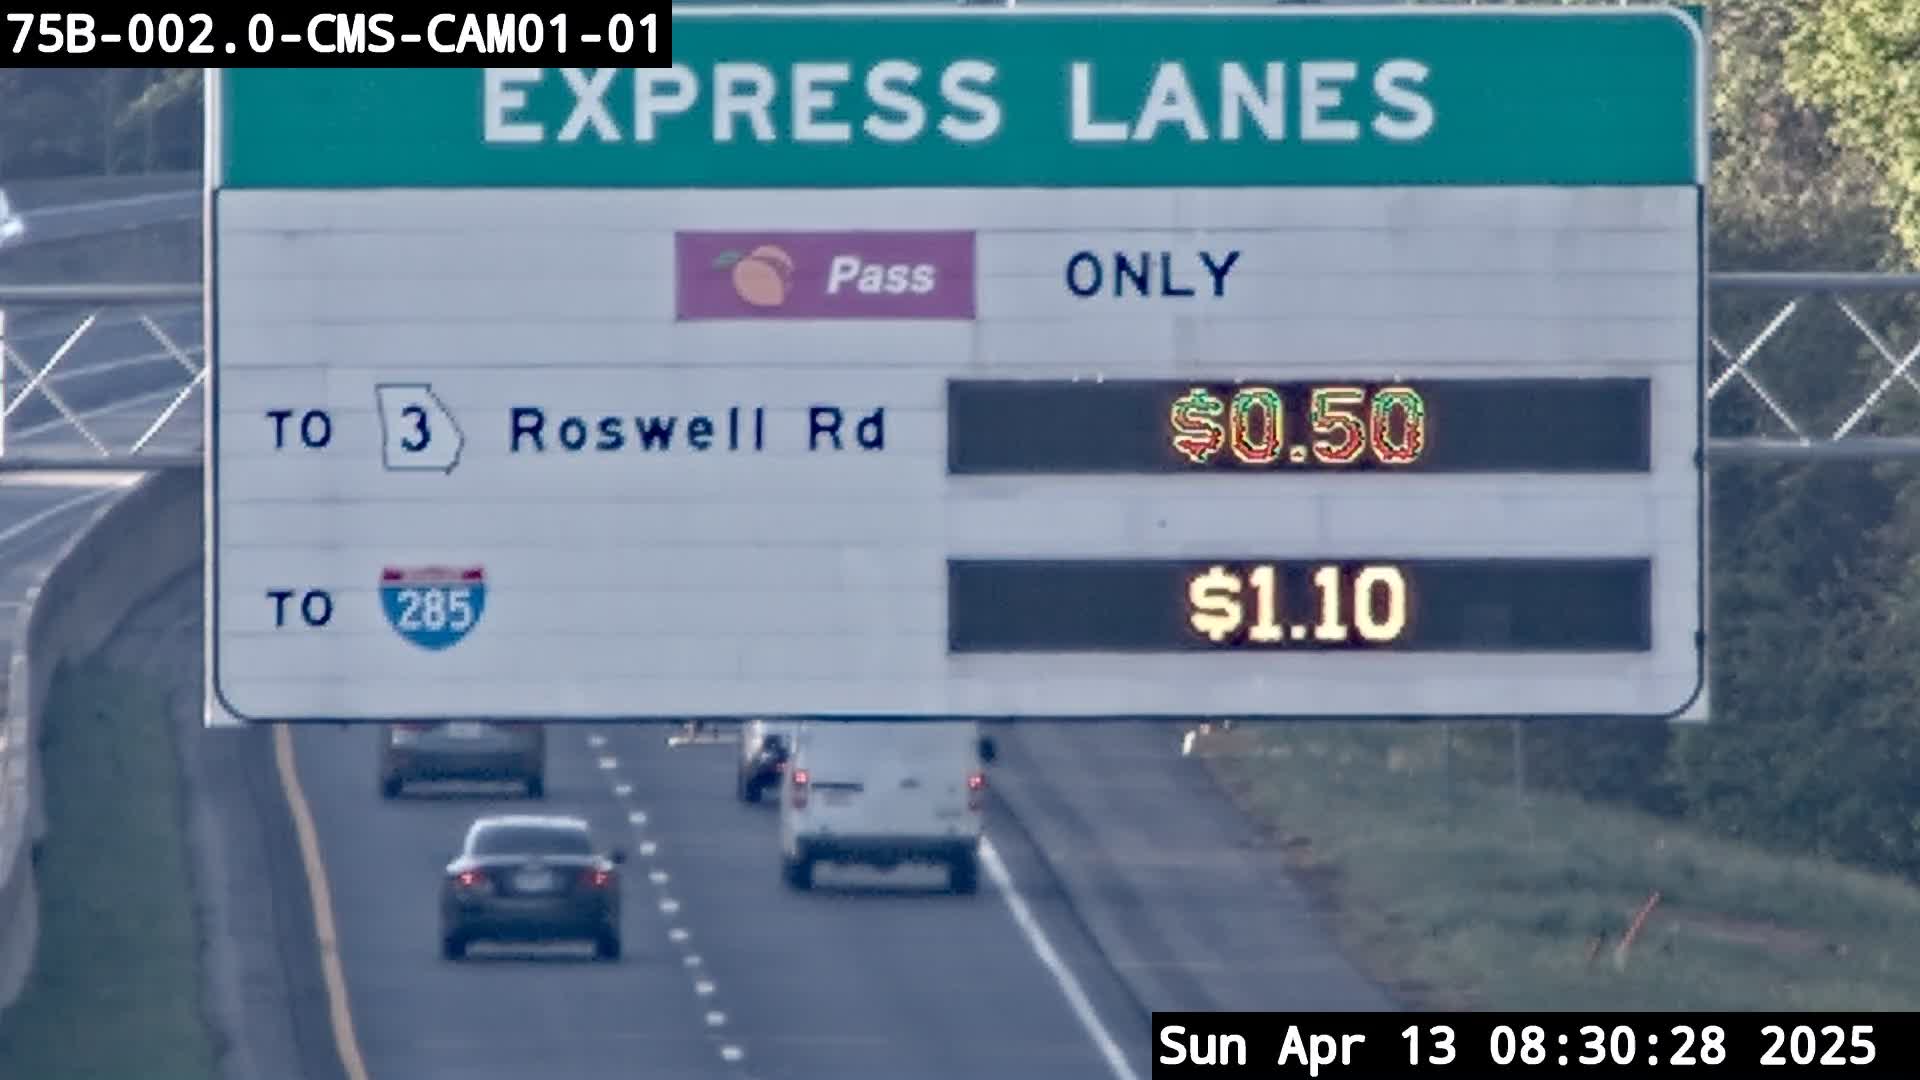 75B-002.0-CMS-CAM01-01
EXPRESS LANES
Pass ONLY
TO 3 Roswell Rd $0.50
TO 285 $1.10
Sun Apr 13 08:30:28 2025